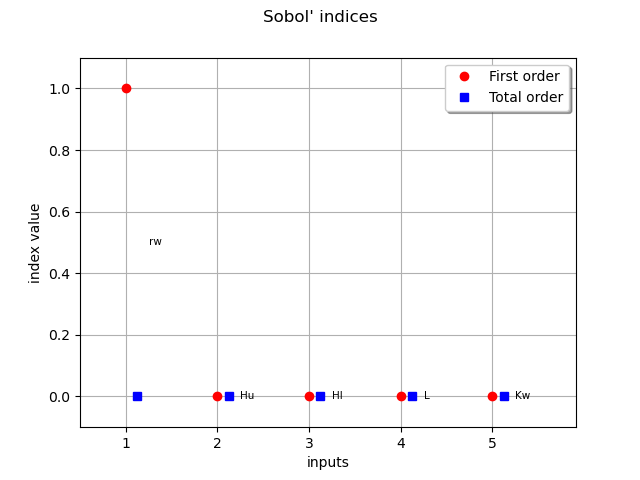 Sobol' indices
First order
Total order
1.0
0.8
0.6
0.4
0.2
0.0
index value
rw
Hu
Hl
L
Kw
1 2 3 4 5
inputs